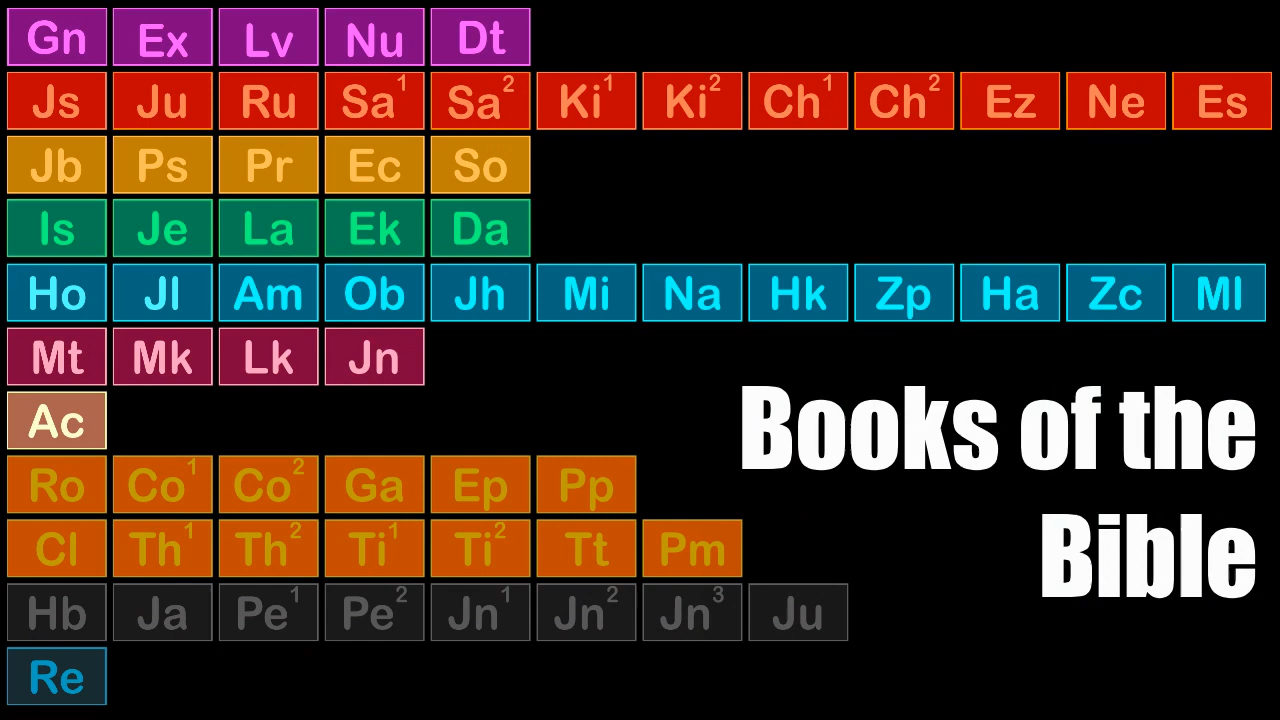 Gn Ex Lv Nu Dt
Js Ju Ru Sa¹ Sa² Ki¹ Ki² Ch¹ Ch² Ez Ne Es
Jb Ps Pr Ec So
Is Je La Ek Da
Ho Jl Am Ob Jh Mi Na Hk Zp Ha Zc Ml
Mt Mk Lk Jn
Ac
Ro Co¹ Co² Ga Ep Pp
Cl Th¹ Th² Ti¹ Ti² Tt Pm
Hb Ja Pe¹ Pe² Jn¹ Jn² Jn³ Ju
Re
Books of the
Bible